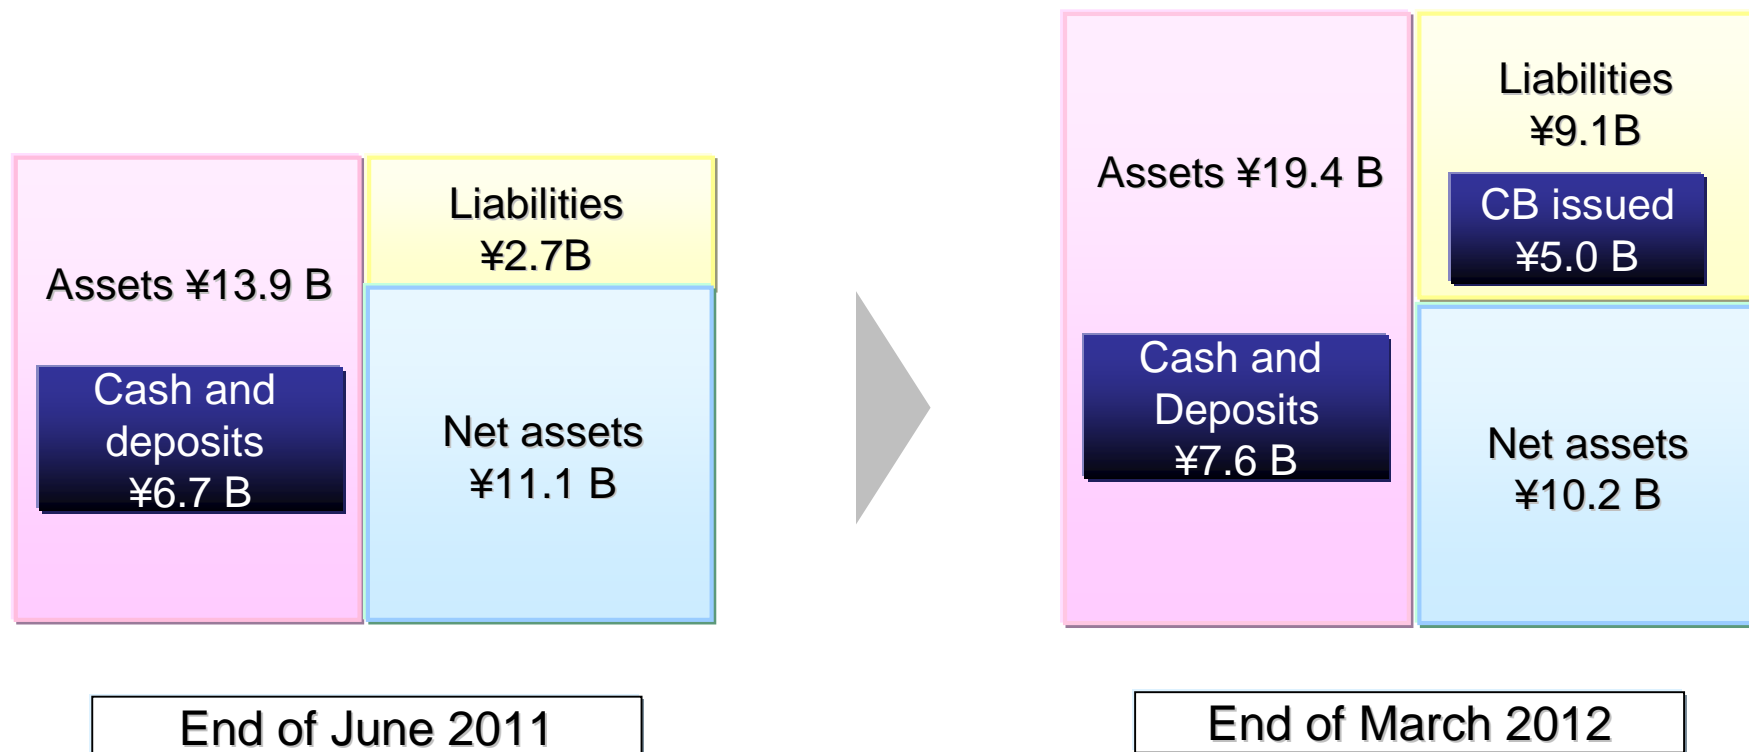 Assets ¥13.9 B
Cash and
deposits
¥6.7 B
Liabilities
¥2.7B
Net assets
¥11.1 B
End of June 2011
Assets ¥19.4 B
Cash and
Deposits
¥7.6 B
Liabilities
¥9.1B
CB issued
¥5.0 B
Net assets
¥10.2 B
End of March 2012